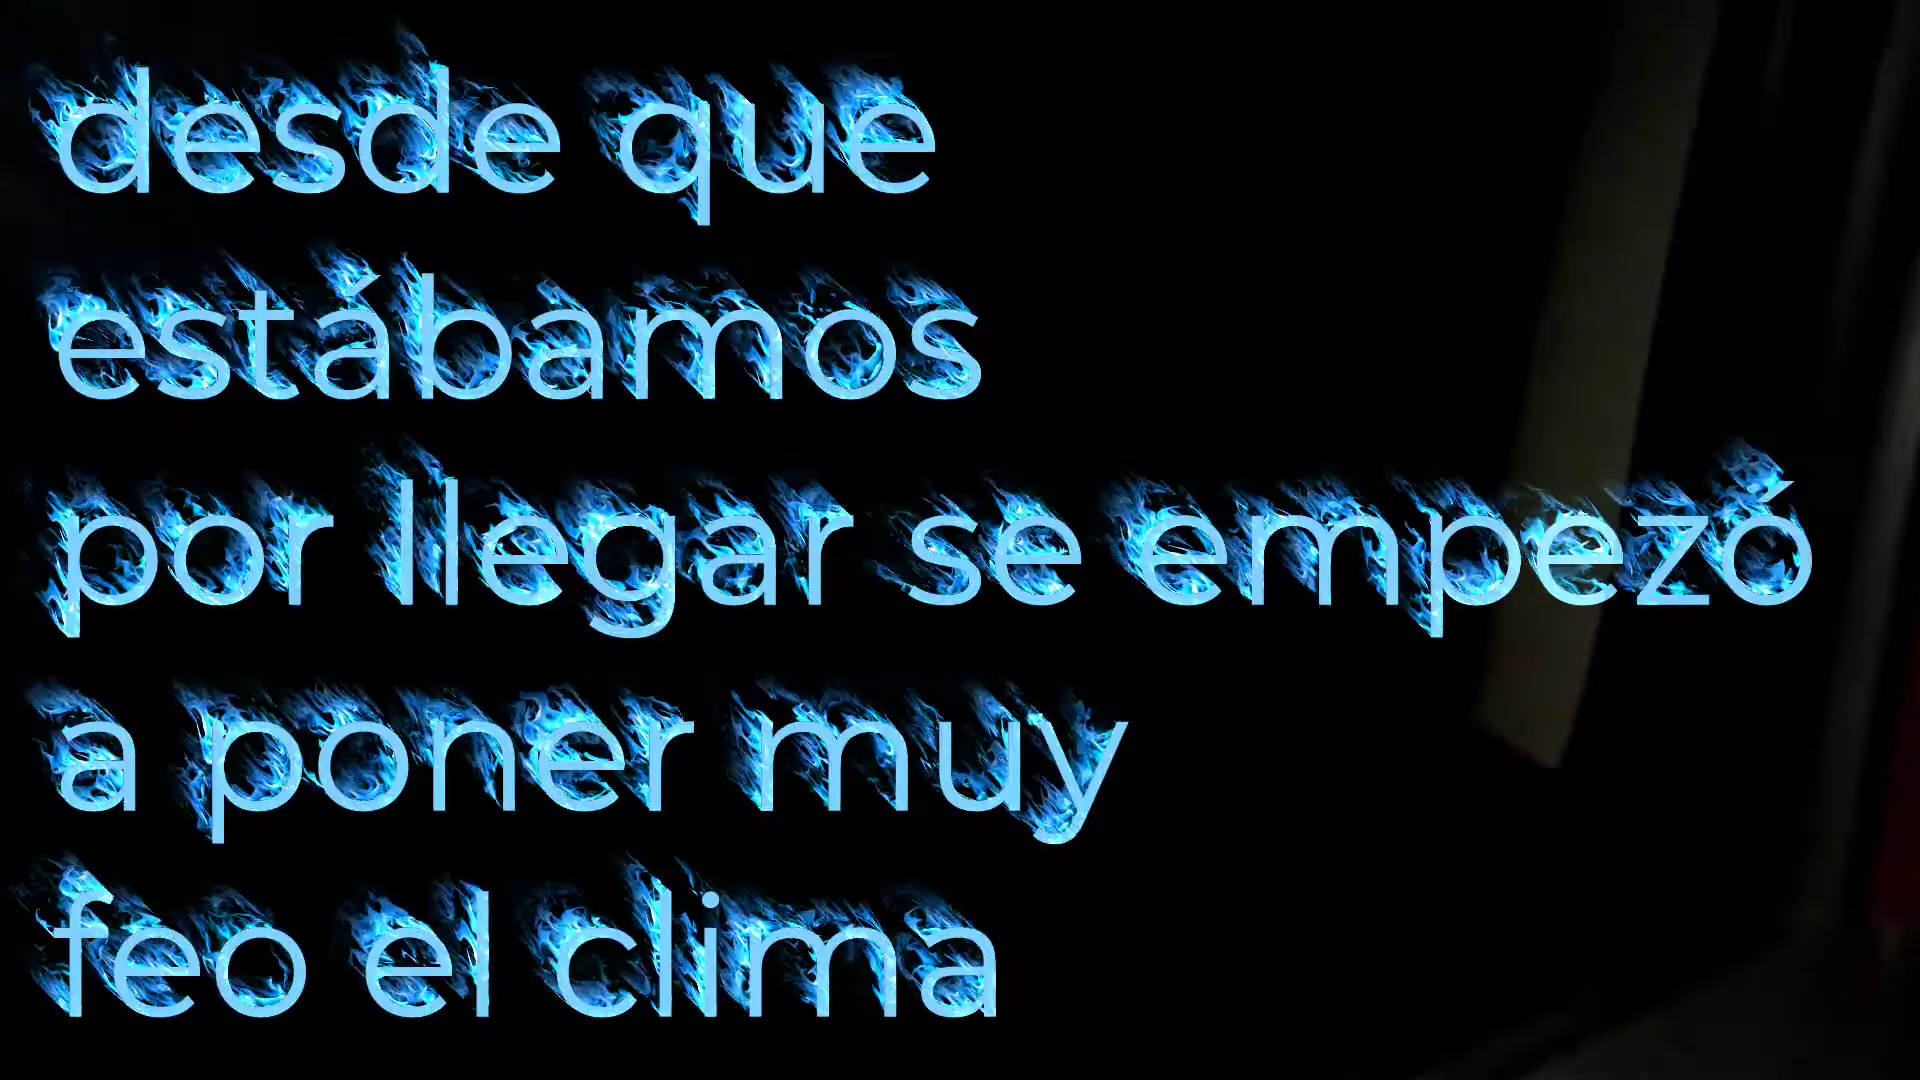 desde que
estábamos
por llegar se empezó
a poner muy
feo el clima